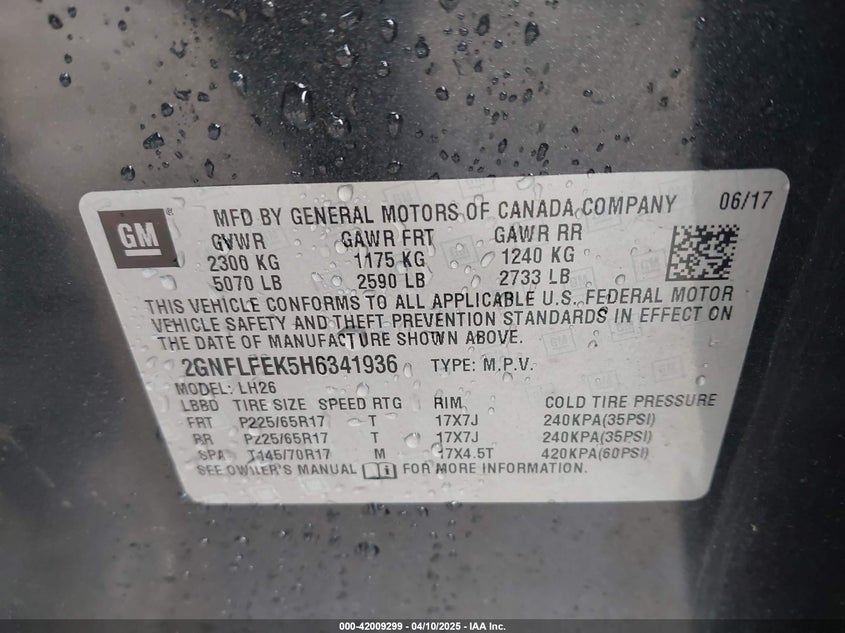 GM
MFD BY GENERAL MOTORS OF CANADA COMPANY 06/17
GVWR GAWR FRT GAWR RR
2300 KG 1175 KG 1240 KG
5070 LB 2590 LB 2733 LB
THIS VEHICLE CONFORMS TO ALL APPLICABLE U.S. FEDERAL MOTOR
VEHICLE SAFETY AND THEFT PREVENTION STANDARDS IN EFFECT ON
THE DATE OF MANUFACTURE SHOWN ABOVE.
2GNFLFEK5H6341936 TYPE: M.P.V.
MODEL: LH26
LBBD TIRE SIZE SPEED RTG RIM COLD TIRE PRESSURE
FRT P225/65R17 T 17X7J 240KPA(35PSI)
RR P225/65R17 T 17X7J 240KPA(35PSI)
SPA T145/70R17 M 17X4.5T 420KPA(60PSI)
SEE OWNER'S MANUAL FOR MORE INFORMATION.
000-42009299 - 04/10/2025 - IAA Inc.